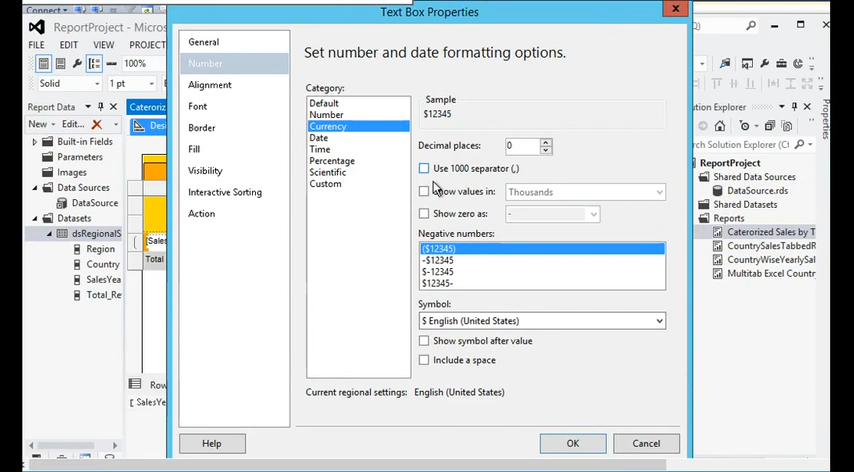 Connect
Text Box Properties
ReportProject - Micros
FILE
EDIT
VIEW
PROJECT
100%
Solid
1 pt
Report Data
New
Edit...
Built-in Fields
Parameters
Images
Data Sources
DataSource
Datasets
dsRegionalS
Region
Country
SalesYea
Total_Re
Caterorized
Des
[Sales
Total
Row
[ SalesYe
General
Number
Alignment
Font
Border
Fill
Visibility
Interactive Sorting
Action
Set number and date formatting options.
Category:
Default
Number
Currency
Date
Time
Percentage
Scientific
Custom
Sample
$12345
Decimal places:
0
Use 1000 separator (,)
Show values in:
Thousands
Show zero as:
-
Negative numbers:
($12345)
-$12345
$-12345
$12345-
Symbol:
$ English (United States)
Show symbol after value
Include a space
Current regional settings:
English (United States)
Help
OK
Cancel
Q)
Explorer
Properties
Solution Explorer (Ctrl+;)
ReportProject
Shared Data Sources
DataSource.rds
Shared Datasets
Reports
Caterorized Sales by T
CountrySalesTabbedR
CountryWiseYearlySal
Multitab Excel Country